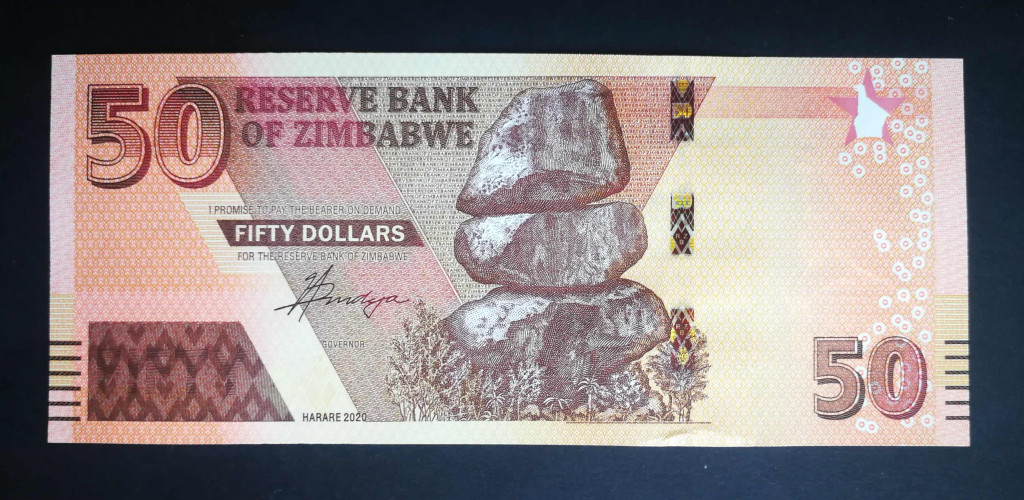 50
RESERVE BANK
OF ZIMBABWE
I PROMISE TO PAY THE BEARER ON DEMAND
FIFTY DOLLARS
FOR THE RESERVE BANK OF ZIMBABWE
GOVERNOR
HARARE 2020
50